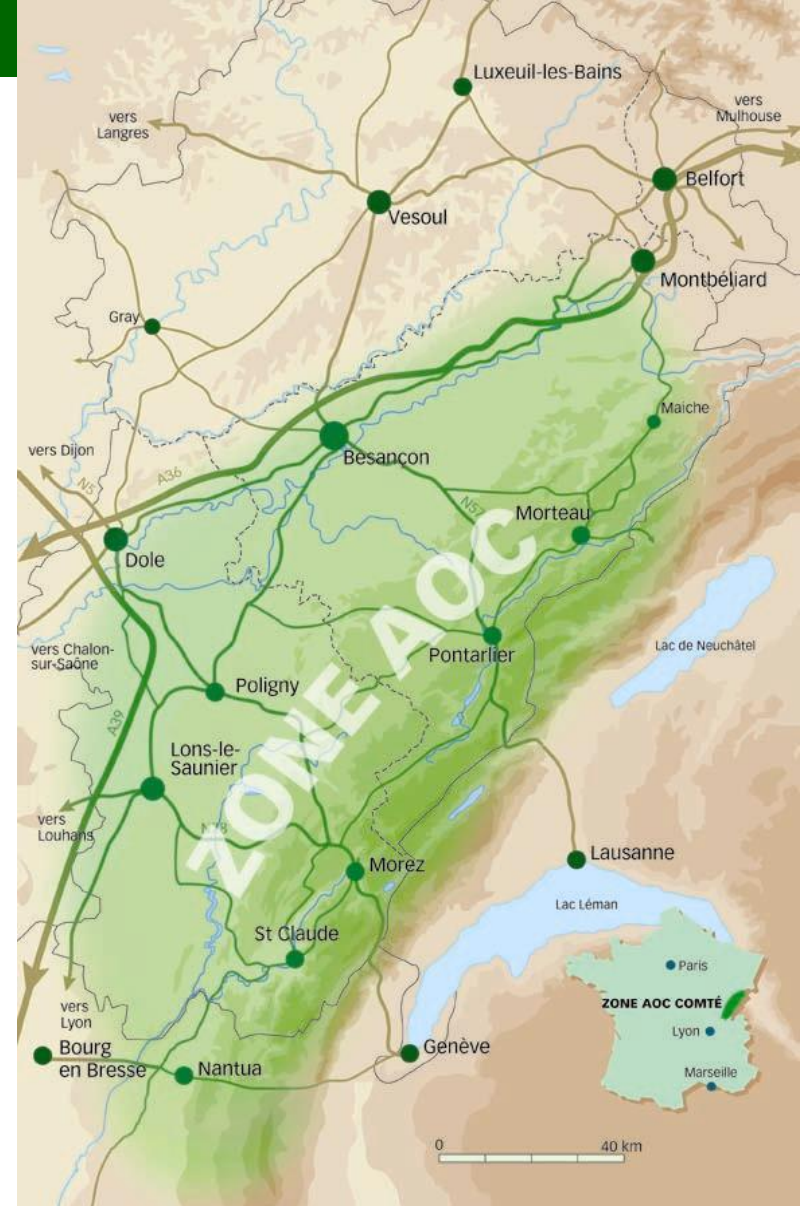 Luxeuil-les-Bains
vers
Langres
vers
Mulhouse
Belfort
Vesoul
Montbéliard
Gray
Maiche
vers Dijon
N5
A36
Besançon
N57
Morteau
Dole
ZONE AOC
vers Chalon-
sur-Saône
Pontarlier
Lac de Neuchâtel
Poligny
A39
Lons-le-
Saunier
vers
Louhans
N78
Morez
Lausanne
Lac Léman
St Claude
Paris
ZONE AOC COMTÉ
Lyon
Marseille
vers
Lyon
Bourg
en Bresse
Nantua
Genève
0
40 km